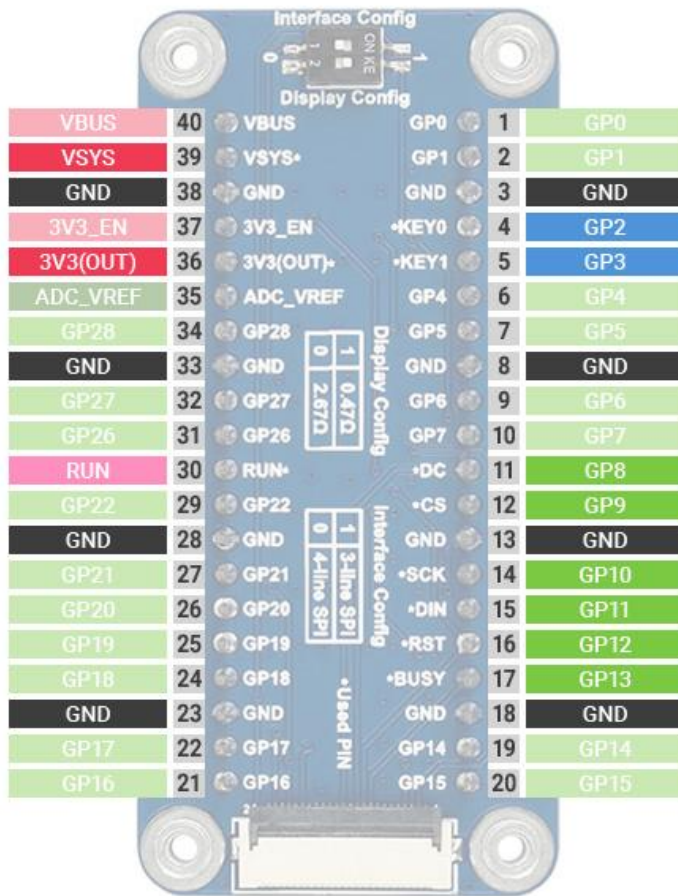 Interface Config
0 1 2 ON KE 1
Display Config
VBUS 40 VBUS GP0 1 GP0
VSYS 39 VSYS* GP1 2 GP1
GND 38 GND GND 3 GND
3V3_EN 37 3V3_EN *KEY0 4 GP2
3V3(OUT) 36 3V3(OUT)* *KEY1 5 GP3
ADC_VREF 35 ADC_VREF GP4 6 GP4
GP28 34 GP28 GP5 7 GP5
GND 33 GND GND 8 GND
GP27 32 GP27 GP6 9 GP6
GP26 31 GP26 GP7 10 GP7
RUN 30 RUN* *DC 11 GP8
GP22 29 GP22 *CS 12 GP9
GND 28 GND GND 13 GND
GP21 27 GP21 *SCK 14 GP10
GP20 26 GP20 *DIN 15 GP11
GP19 25 GP19 *RST 16 GP12
GP18 24 GP18 *BUSY 17 GP13
GND 23 GND GND 18 GND
GP17 22 GP17 GP14 19 GP14
GP16 21 GP16 GP15 20 GP15
Display Config
1 0.47Ω
0 2.67Ω
Interface Config
1 3-line SPI
0 4-line SPI
*Used PIN